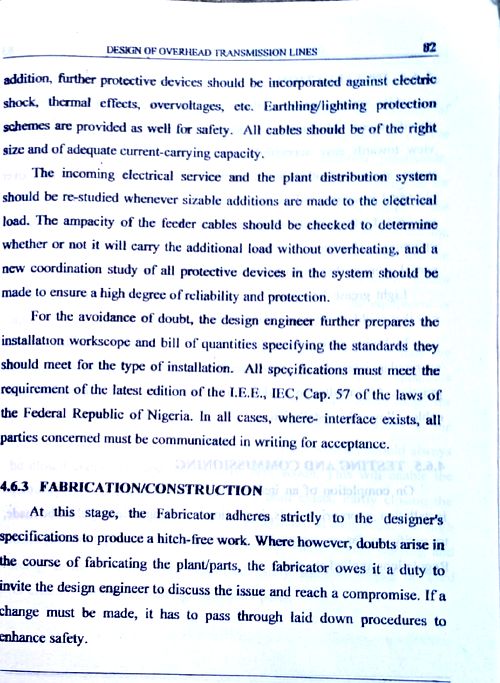 DESIGN OF OVERHEAD TRANSMISSION LINES 82
addition, further protective devices should be incorporated against electric
shock, thermal effects, overvoltages, etc. Earthling/lighting protection
schemes are provided as well for safety. All cables should be of the right
size and of adequate current-carrying capacity.
The incoming electrical service and the plant distribution system
should be re-studied whenever sizable additions are made to the electrical
load. The ampacity of the feeder cables should be checked to determine
whether or not it will carry the additional load without overheating, and a
new coordination study of all protective devices in the system should be
made to ensure a high degree of reliability and protection.
For the avoidance of doubt, the design engineer further prepares the
installation workscope and bill of quantities specifying the standards they
should meet for the type of installation. All specifications must meet the
requirement of the latest edition of the I.E.E., IEC, Cap. 57 of the laws of
the Federal Republic of Nigeria. In all cases, where- interface exists, all
parties concerned must be communicated in writing for acceptance.
4.6.5 TESTING AND COMMISSIONING
On completion of an
4.6.3 FABRICATION/CONSTRUCTION
At this stage, the Fabricator adheres strictly to the designer's
specifications to produce a hitch-free work. Where however, doubts arise in
the course of fabricating the plant/parts, the fabricator owes it a duty to
invite the design engineer to discuss the issue and reach a compromise. If a
change must be made, it has to pass through laid down procedures to
enhance safety.